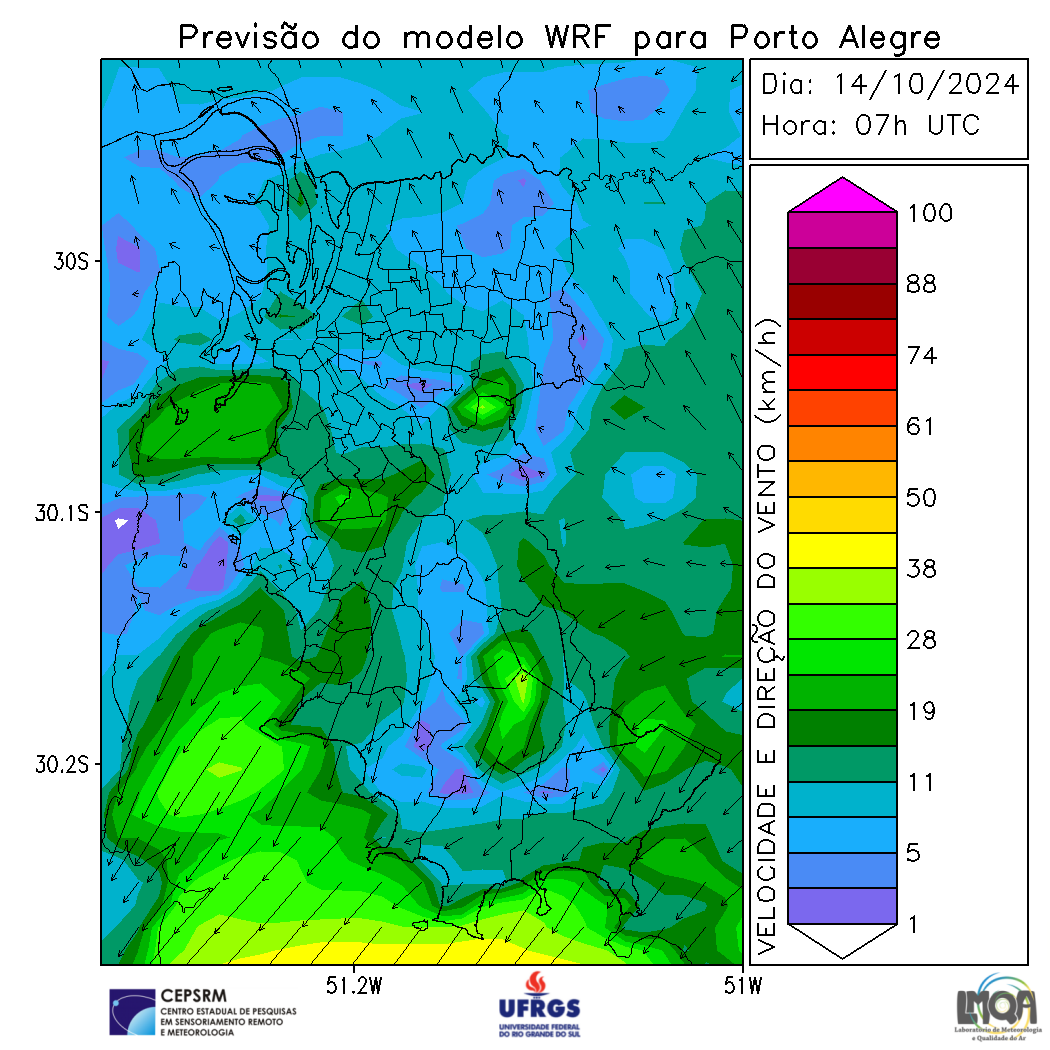 Previsão do modelo WRF para Porto Alegre
Dia: 14/10/2024
Hora: 07h UTC
30S
30.1S
30.2S
51.2W
51W
VELOCIDADE E DIREÇÃO DO VENTO (km/h)
100
88
74
61
50
38
28
19
11
5
1
CEPSRM
CENTRO ESTADUAL DE PESQUISAS
EM SENSORIAMENTO REMOTO
E METEOROLOGIA
UFRGS
UNIVERSIDADE FEDERAL
DO RIO GRANDE DO SUL
LMQA
Laboratório de Meteorologia
e Qualidade do Ar